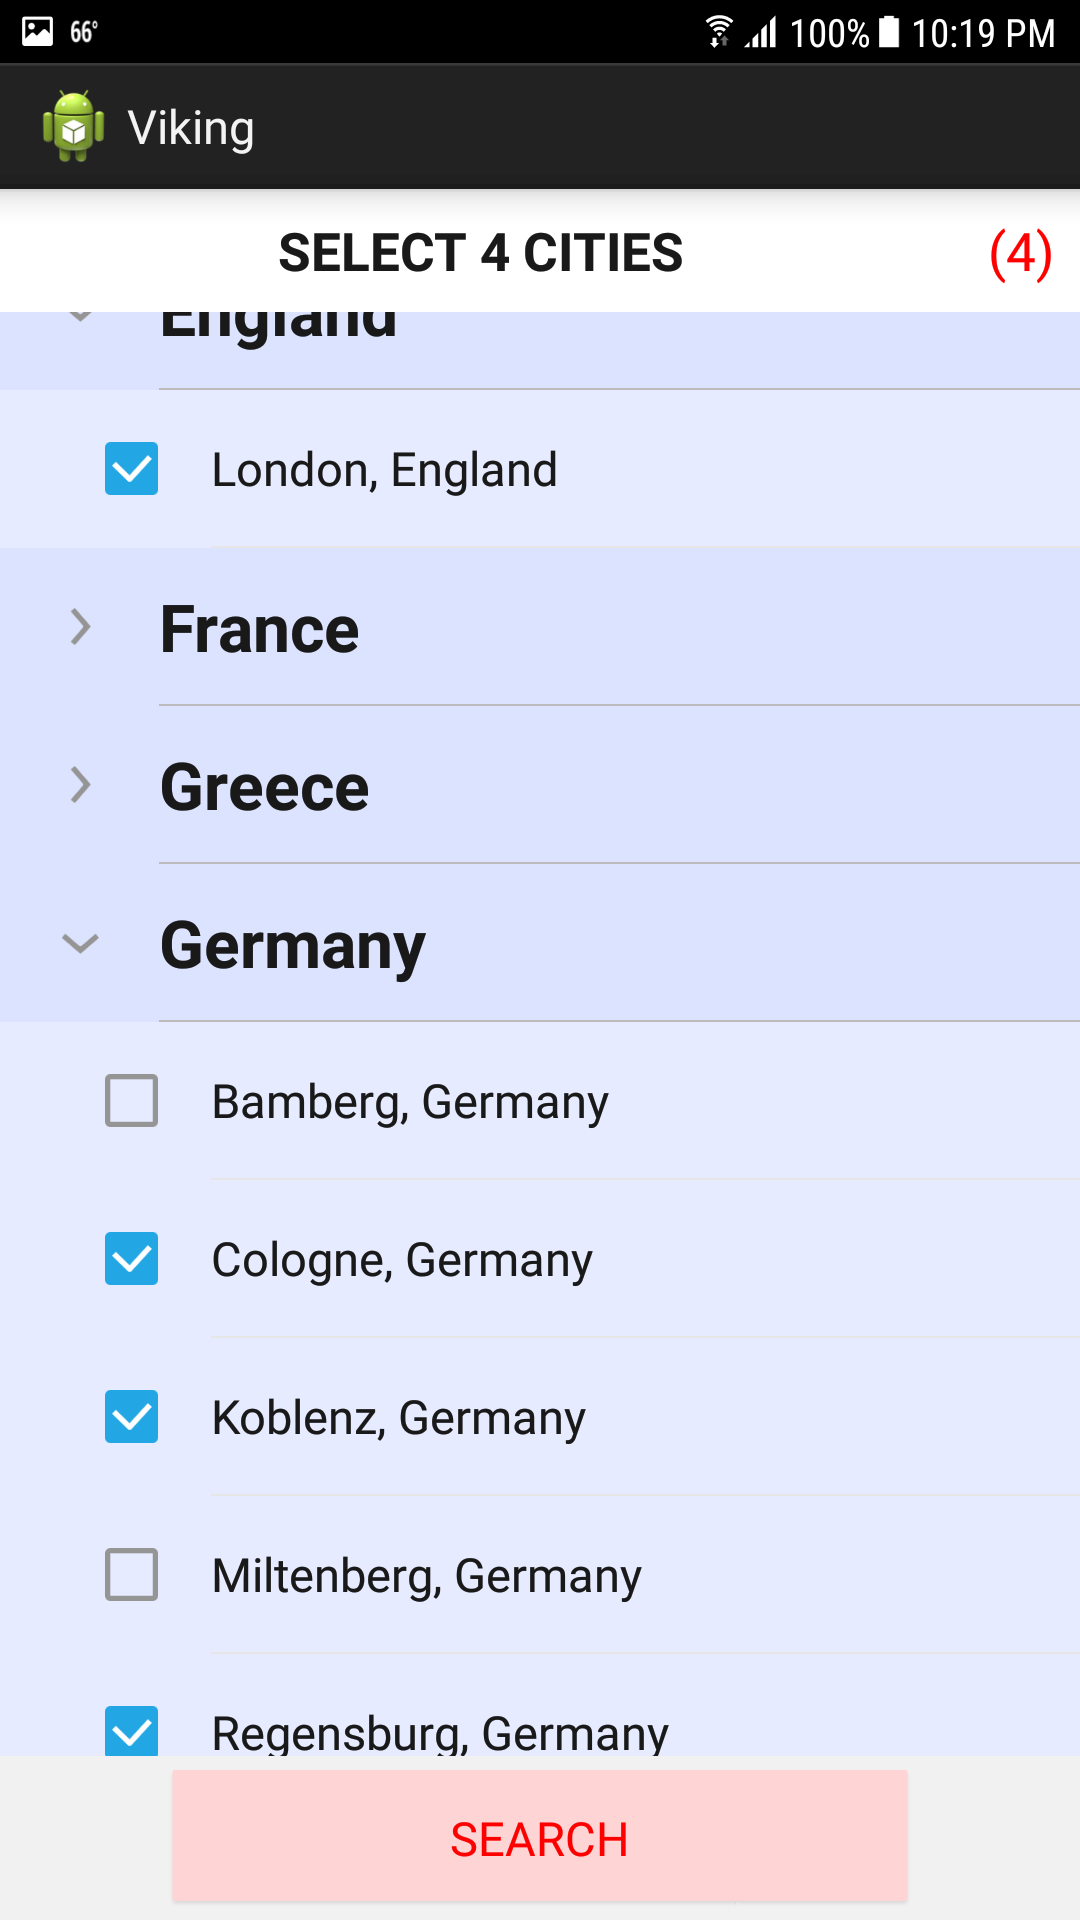 66° 100% 10:19 PM
Viking
SELECT 4 CITIES (4)
England
London, England
France
Greece
Germany
Bamberg, Germany
Cologne, Germany
Koblenz, Germany
Miltenberg, Germany
Regensburg, Germany
SEARCH